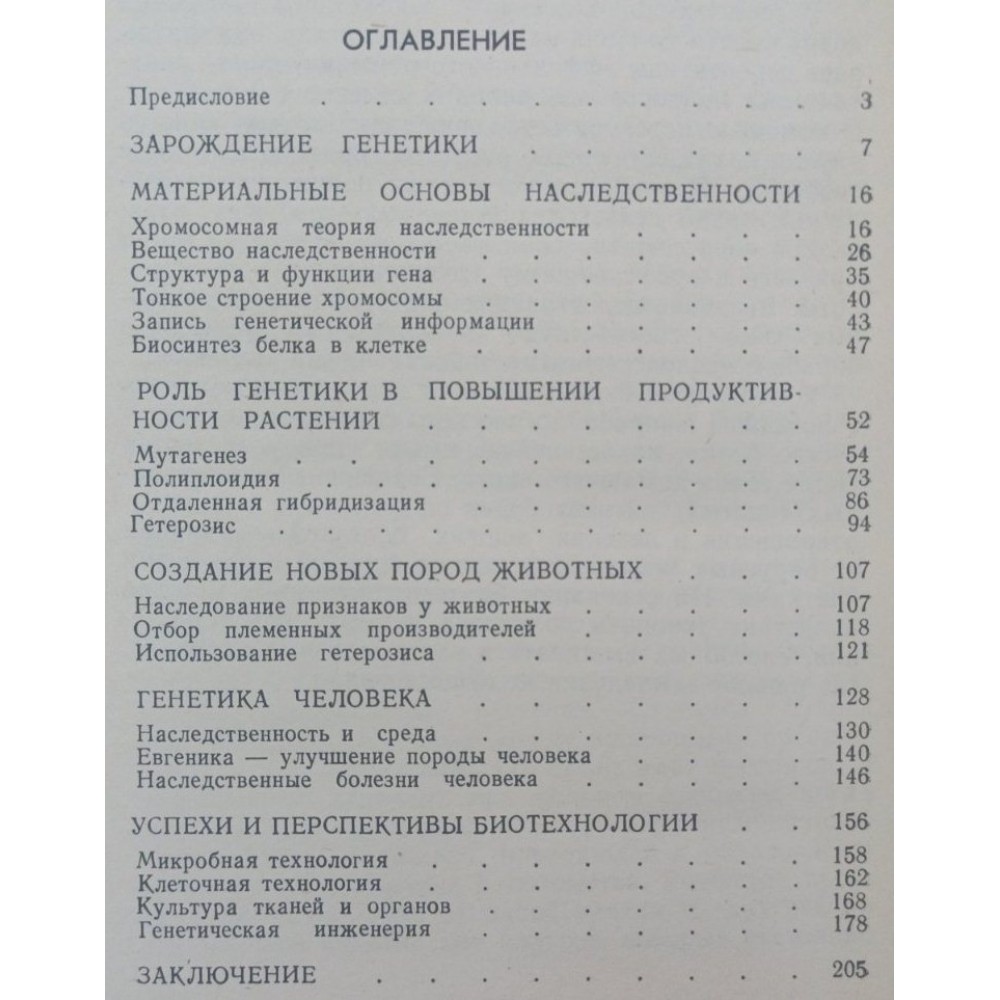 ОГЛАВЛЕНИЕ
Предисловие . . . . . . . . . . 3
ЗАРОЖДЕНИЕ ГЕНЕТИКИ . . . . . . 7
МАТЕРИАЛЬНЫЕ ОСНОВЫ НАСЛЕДСТВЕННОСТИ 16
Хромосомная теория наследственности . . . . 16
Вещество наследственности . . . . . . . 26
Структура и функции гена . . . . . . . 35
Тонкое строение хромосомы . . . . . . . 40
Запись генетической информации . . . . . 43
Биосинтез белка в клетке . . . . . . . 47
РОЛЬ ГЕНЕТИКИ В ПОВЫШЕНИИ ПРОДУКТИВ-
НОСТИ РАСТЕНИЙ . . . . . . . . 52
Мутагенез . . . . . . . . . . 54
Полиплоидия . . . . . . . . . 73
Отдаленная гибридизация . . . . . . . 86
Гетерозис . . . . . . . . . . 94
СОЗДАНИЕ НОВЫХ ПОРОД ЖИВОТНЫХ . . . 107
Наследование признаков у животных . . . . . 107
Отбор племенных производителей . . . . . 118
Использование гетерозиса . . . . . . . 121
ГЕНЕТИКА ЧЕЛОВЕКА . . . . . . . 128
Наследственность и среда . . . . . . . 130
Евгеника — улучшение породы человека . . . . 140
Наследственные болезни человека . . . . . 146
УСПЕХИ И ПЕРСПЕКТИВЫ БИОТЕХНОЛОГИИ . . 156
Микробная технология . . . . . . . . 158
Клеточная технология . . . . . . . . 162
Культура тканей и органов . . . . . . . 168
Генетическая инженерия . . . . . . . 178
ЗАКЛЮЧЕНИЕ . . . . . . . . . 205